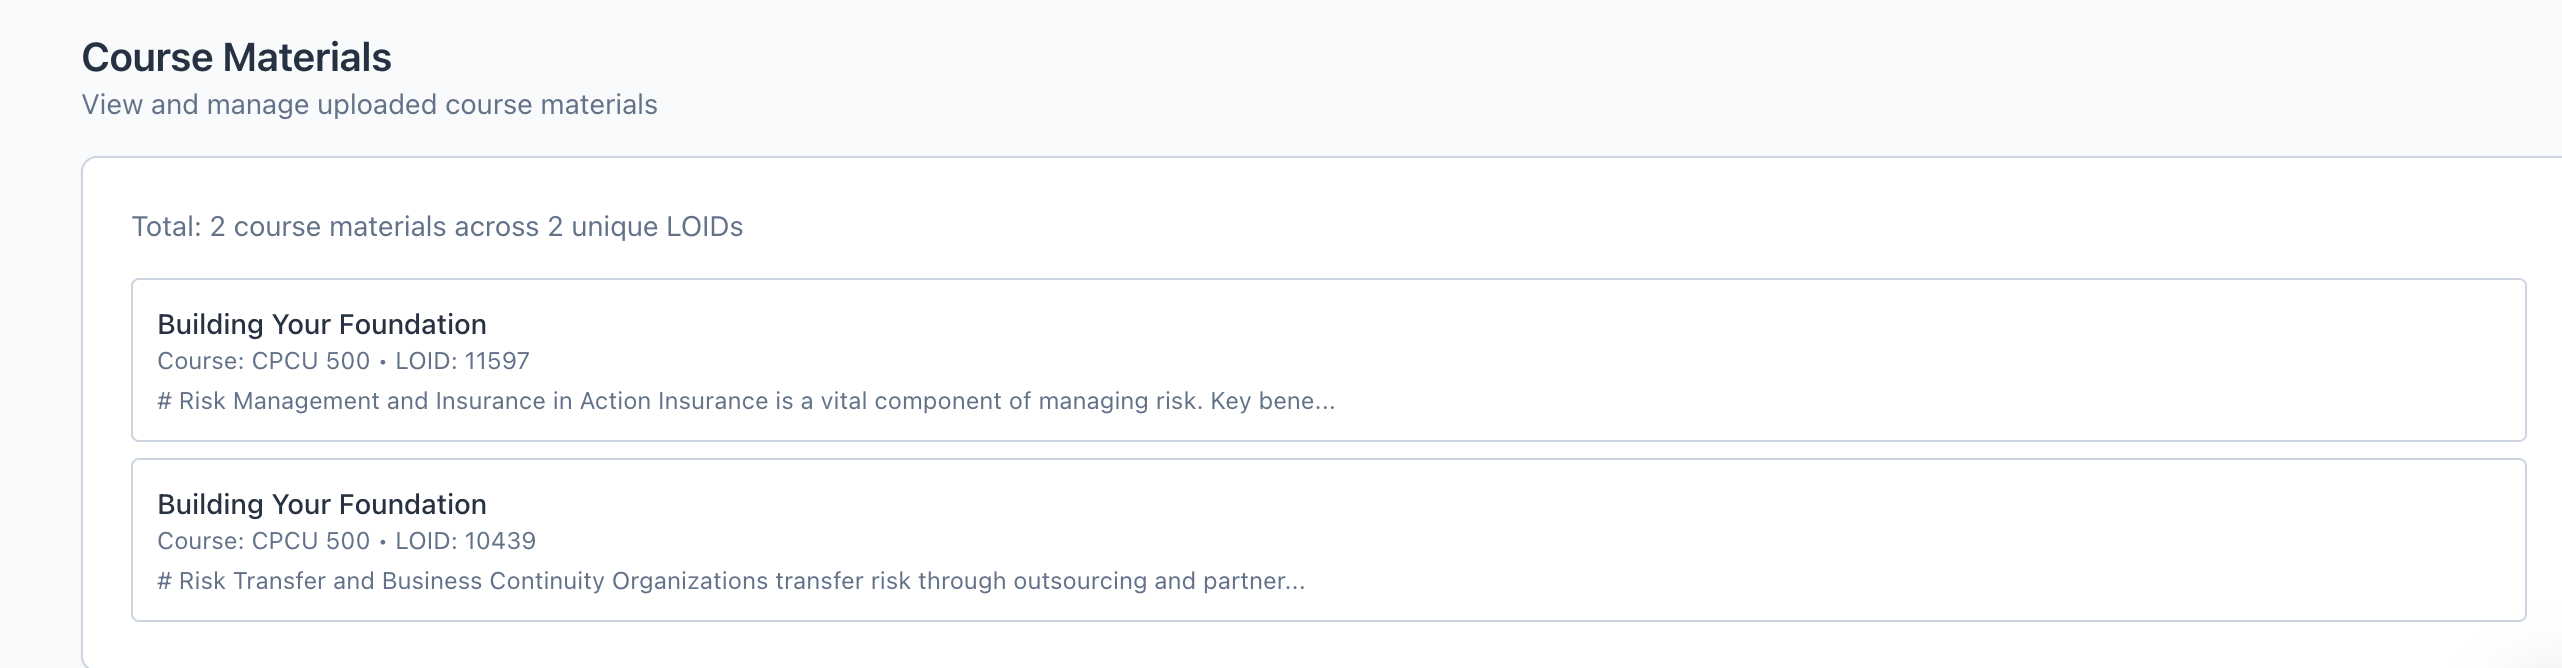 Course Materials
View and manage uploaded course materials
Total: 2 course materials across 2 unique LOIDs
Building Your Foundation
Course: CPCU 500 • LOID: 11597
# Risk Management and Insurance in Action Insurance is a vital component of managing risk. Key bene...
Building Your Foundation
Course: CPCU 500 • LOID: 10439
# Risk Transfer and Business Continuity Organizations transfer risk through outsourcing and partner...